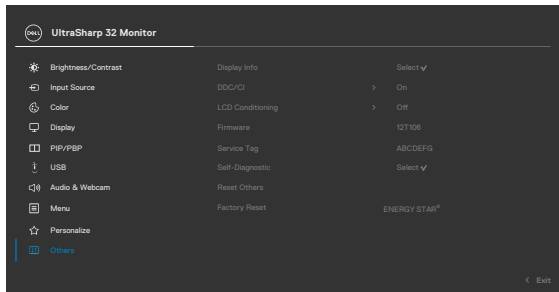 DELL UltraSharp 32 Monitor
Brightness/Contrast Display Info Select ✓
Input Source DDC/CI > On
Color LCD Conditioning > Off
Display Firmware 12T106
PIP/PBP Service Tag ABCDEFG
USB Self-Diagnostic Select ✓
Audio & Webcam Reset Others
Menu Factory Reset ENERGY STAR®
Personalize
Others
< Exit